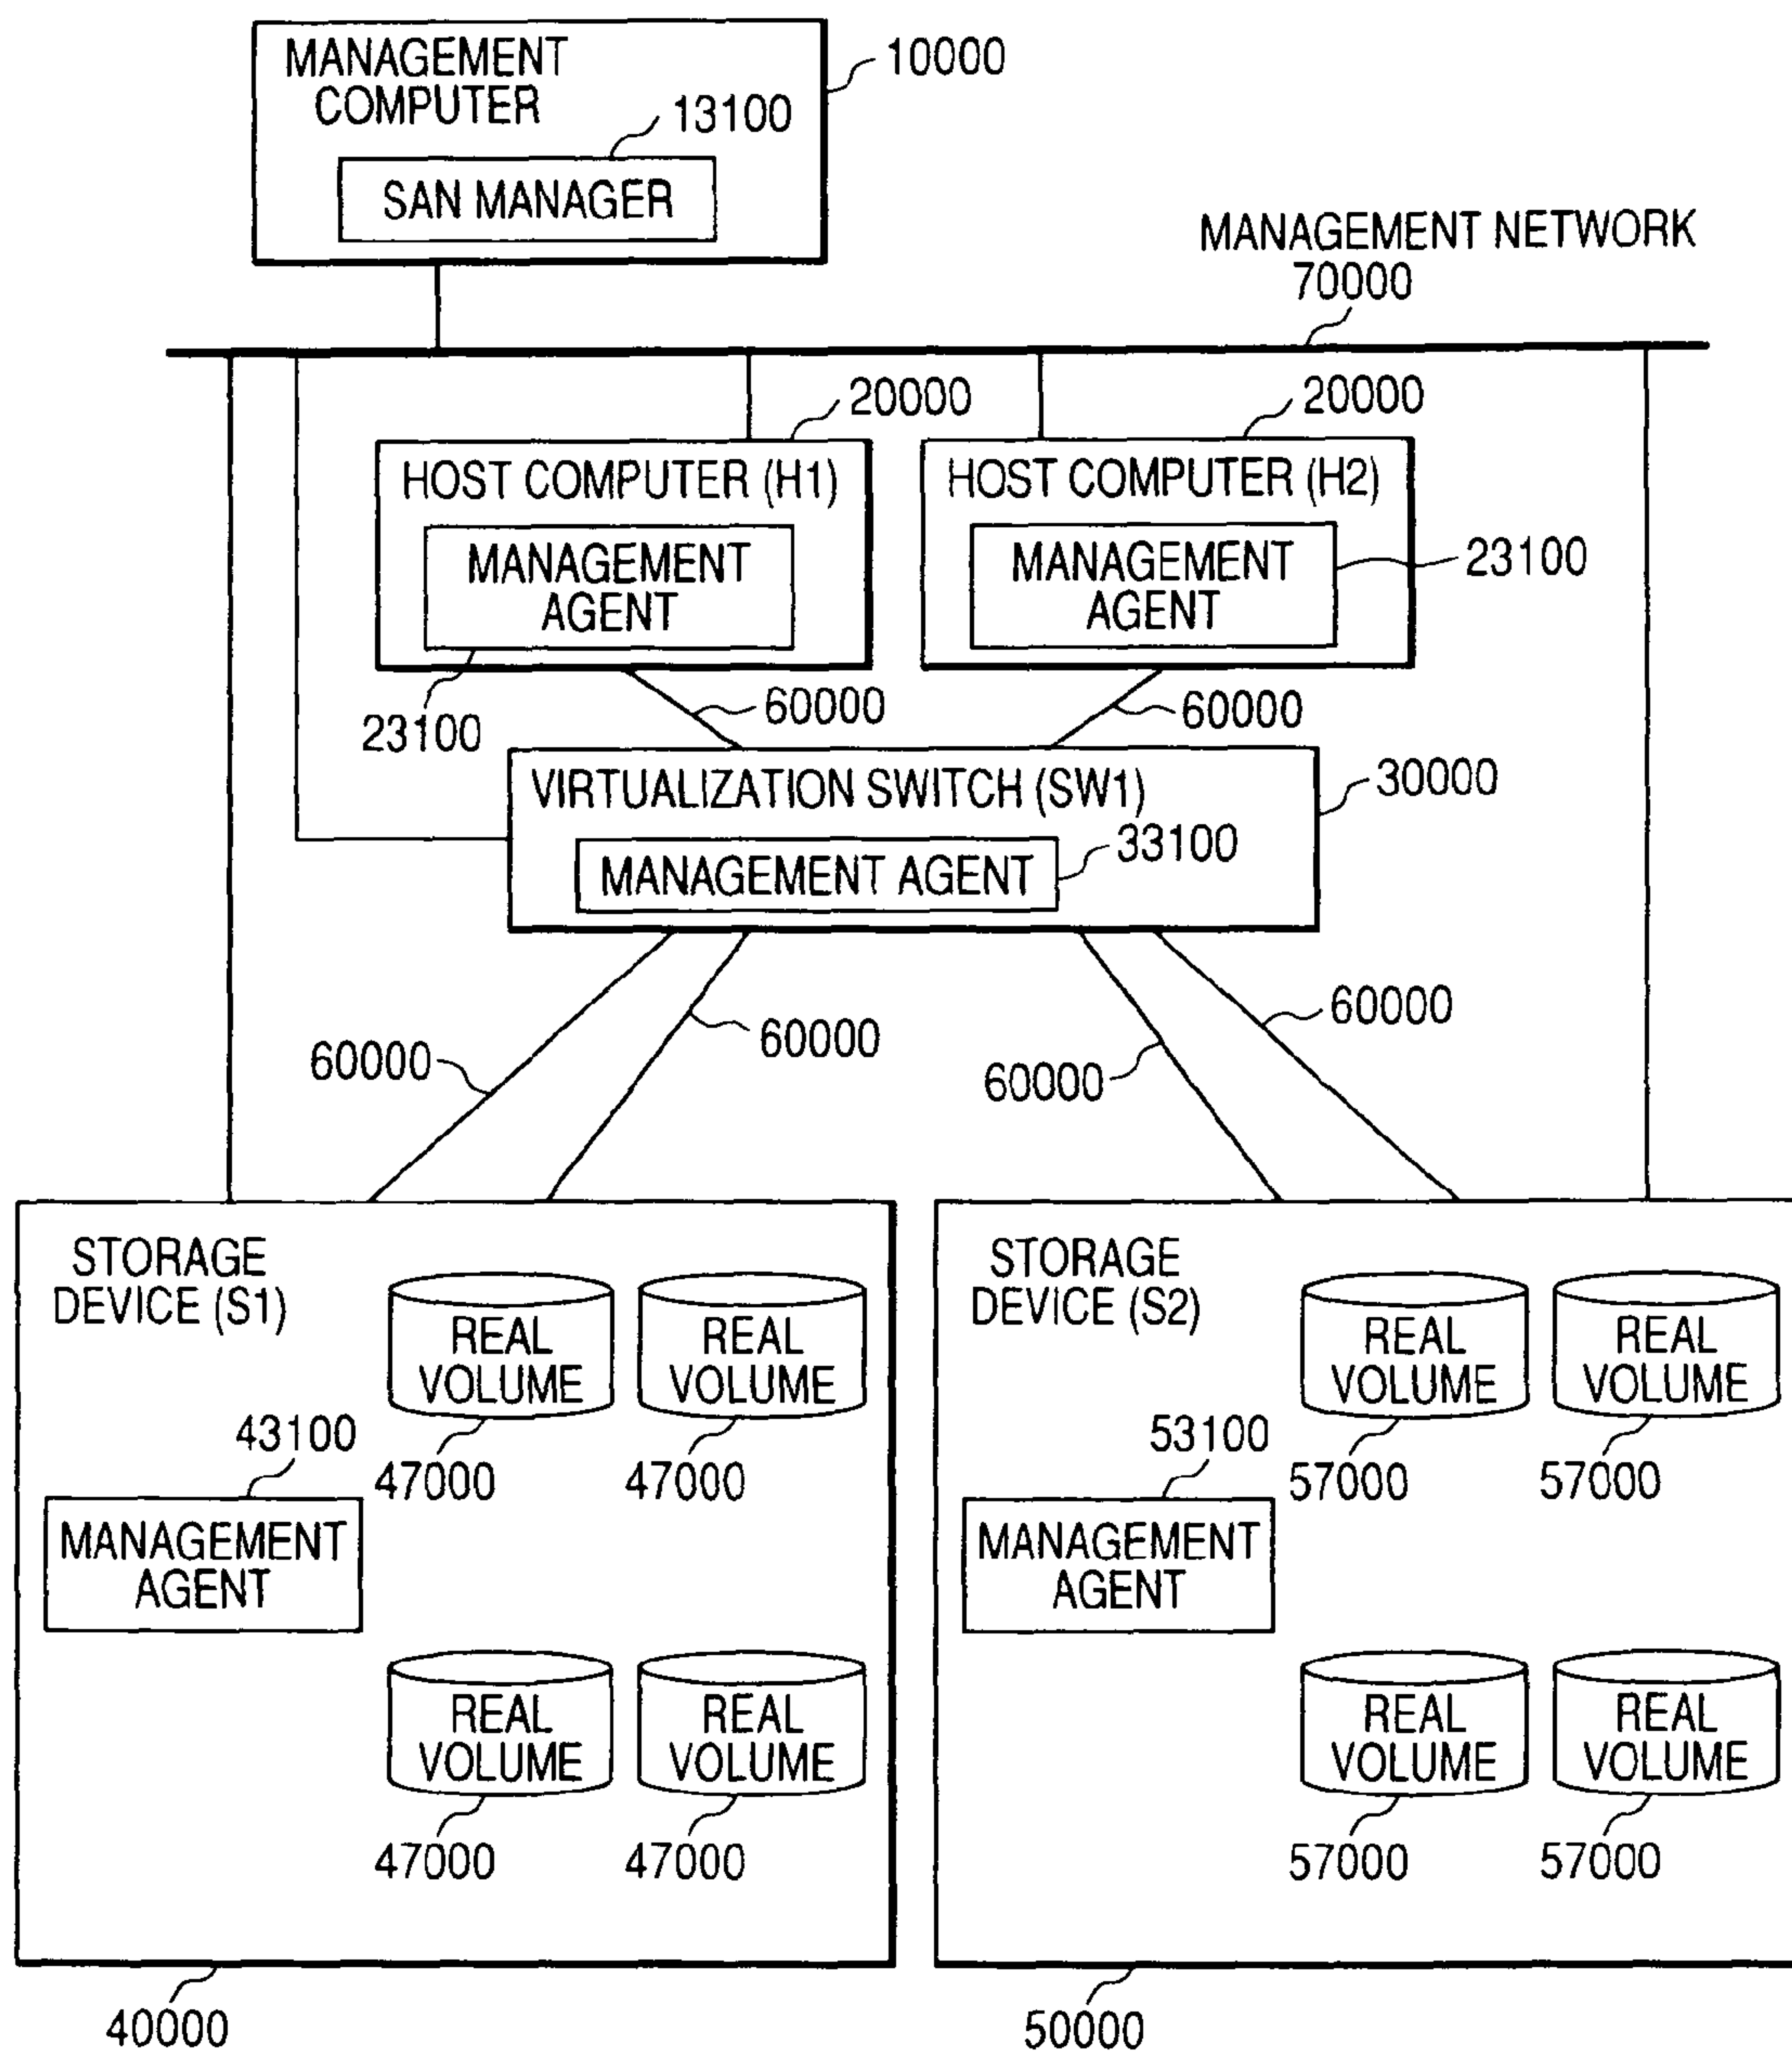 MANAGEMENT
COMPUTER
10000
13100
SAN MANAGER
MANAGEMENT NETWORK
70000
20000
20000
HOST COMPUTER (H1)
HOST COMPUTER (H2)
MANAGEMENT
AGENT
MANAGEMENT
AGENT
23100
23100
60000
60000
VIRTUALIZATION SWITCH (SW1)
30000
33100
MANAGEMENT AGENT
60000
60000
60000
60000
STORAGE
DEVICE (S1)
REAL
VOLUME
REAL
VOLUME
47000
47000
43100
MANAGEMENT
AGENT
REAL
VOLUME
REAL
VOLUME
47000
47000
40000
STORAGE
DEVICE (S2)
REAL
VOLUME
REAL
VOLUME
57000
57000
53100
MANAGEMENT
AGENT
REAL
VOLUME
REAL
VOLUME
57000
57000
50000